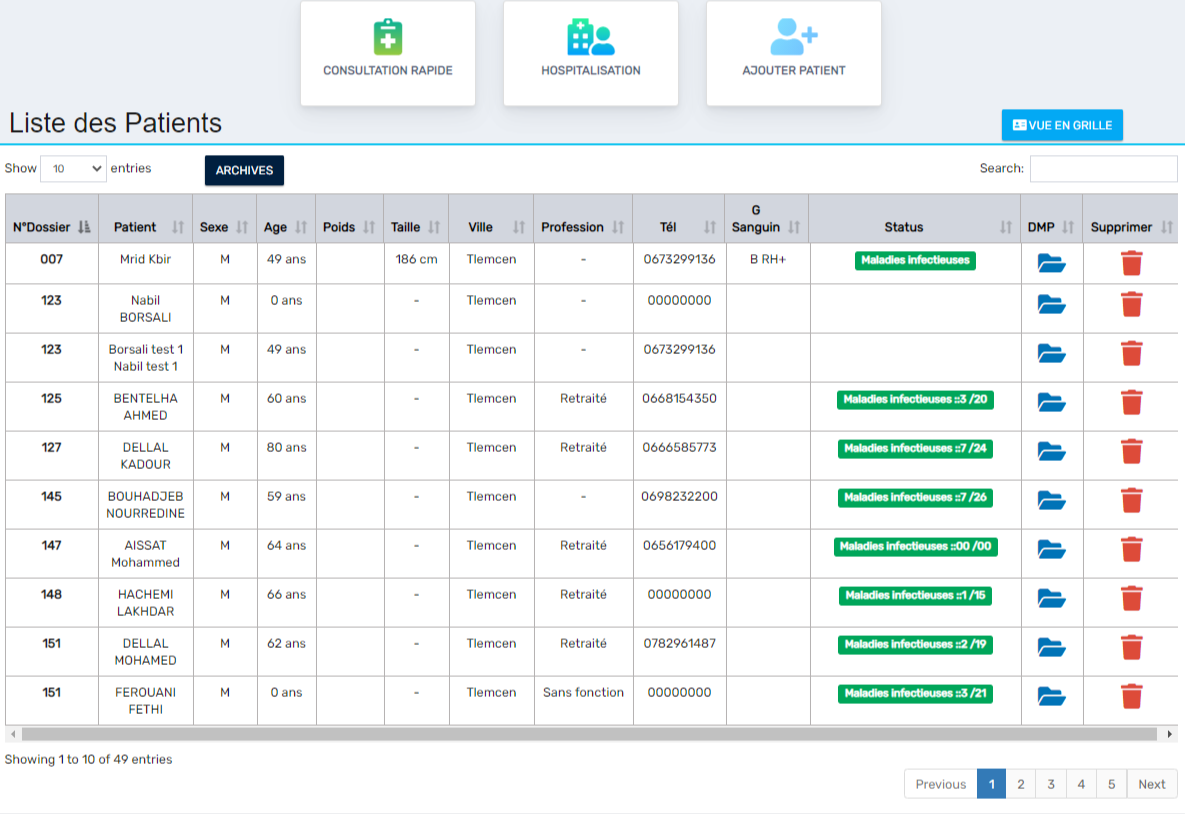 CONSULTATION RAPIDE
HOSPITALISATION
AJOUTER PATIENT
Liste des Patients
VUE EN GRILLE
Show 10 entries
ARCHIVES
Search:
N°Dossier Patient Sexe Age Poids Taille Ville Profession Tél G Sanguin Status DMP Supprimer
007 Mrid Kbir M 49 ans 186 cm Tlemcen - 0673299136 B RH+ Maladies infectieuses
123 Nabil BORSALI M 0 ans - Tlemcen - 00000000
123 Borsali test 1 Nabil test 1 M 49 ans - Tlemcen - 0673299136
125 BENTELHA AHMED M 60 ans - Tlemcen Retraité 0668154350 Maladies infectieuses ::3 /20
127 DELLAL KADOUR M 80 ans - Tlemcen Retraité 0666585773 Maladies infectieuses ::7 /24
145 BOUHADJEB NOURREDINE M 59 ans - Tlemcen - 0698232200 Maladies infectieuses ::7 /26
147 AISSAT Mohammed M 64 ans - Tlemcen Retraité 0656179400 Maladies infectieuses ::00 /00
148 HACHEMI LAKHDAR M 66 ans - Tlemcen Retraité 00000000 Maladies infectieuses ::1 /15
151 DELLAL MOHAMED M 62 ans - Tlemcen Retraité 0782961487 Maladies infectieuses ::2 /19
151 FEROUANI FETHI M 0 ans - Tlemcen Sans fonction 00000000 Maladies infectieuses ::3 /21
Showing 1 to 10 of 49 entries
Previous 1 2 3 4 5 Next